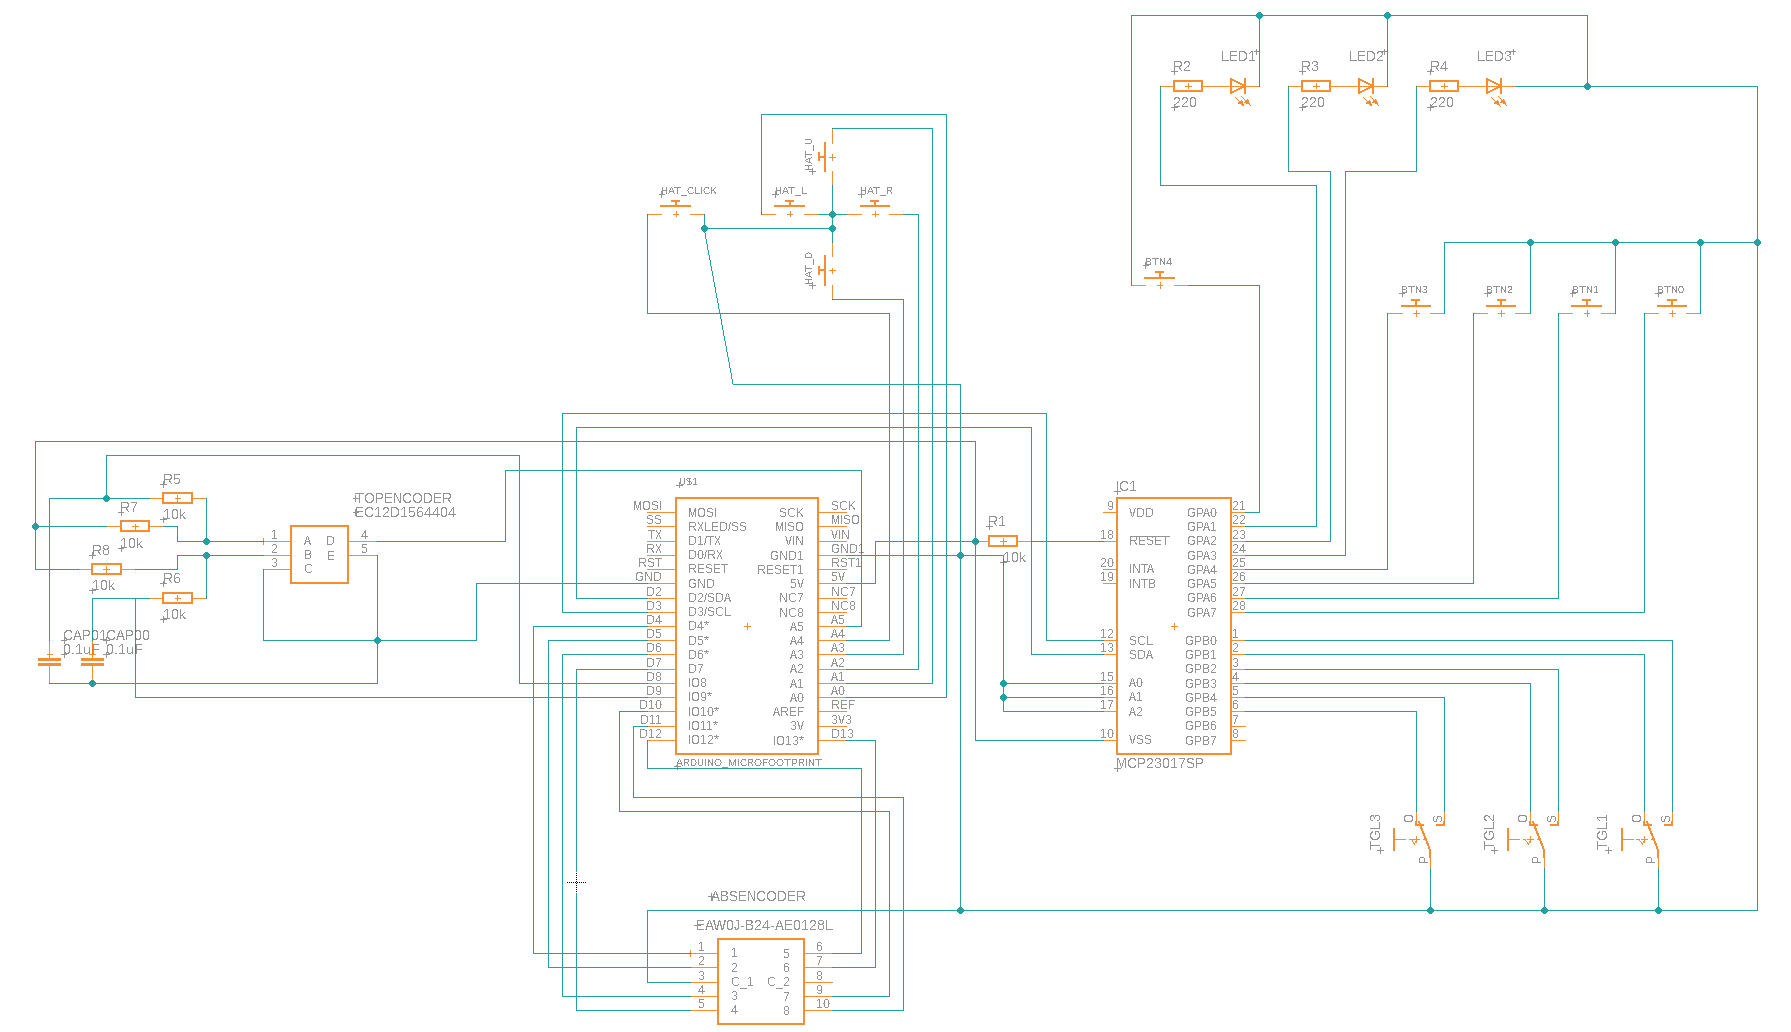 LED1
LED2
LED3
R2
R3
R4
220
220
220
HAT_U
HAT_CLICK
HAT_L
HAT_R
HAT_D
BTN4
BTN3
BTN2
BTN1
BTN0
R5
10k
R7
10k
R8
10k
R6
10k
CAP01
0.1uF
CAP00
0.1uF
TOPENCODER
EC12D1564404
1 A D 4
2 B E 5
3 C
U$1
MOSI MOSI SCK SCK
SS RXLED/SS MISO MISO
TX D1/TX VIN VIN
RX D0/RX GND1 GND1
RST RESET RESET1 RST1
GND GND 5V 5V
D2 D2/SDA NC7 NC7
D3 D3/SCL NC8 NC8
D4 D4* A5 A5
D5 D5* A4 A4
D6 D6* A3 A3
D7 D7 A2 A2
D8 IO8 A1 A1
D9 IO9* A0 A0
D10 IO10* AREF REF
D11 IO11* 3V 3V3
D12 IO12* IO13* D13
ARDUINO_MICROFOOTPRINT
R1
10k
IC1
9 VDD GPA0 21
GPA1 22
18 RESET GPA2 23
GPA3 24
20 INTA GPA4 25
19 INTB GPA5 26
GPA6 27
GPA7 28
12 SCL GPB0 1
13 SDA GPB1 2
GPB2 3
15 A0 GPB3 4
16 A1 GPB4 5
17 A2 GPB5 6
GPB6 7
10 VSS GPB7 8
MCP23017SP
TGL3
O
S
P
TGL2
O
S
P
TGL1
O
S
P
ABSENCODER
EAW0J-B24-AE0128L
1 1 5 6
2 2 6 7
3 C_1 C_2 8
4 3 7 9
5 4 8 10